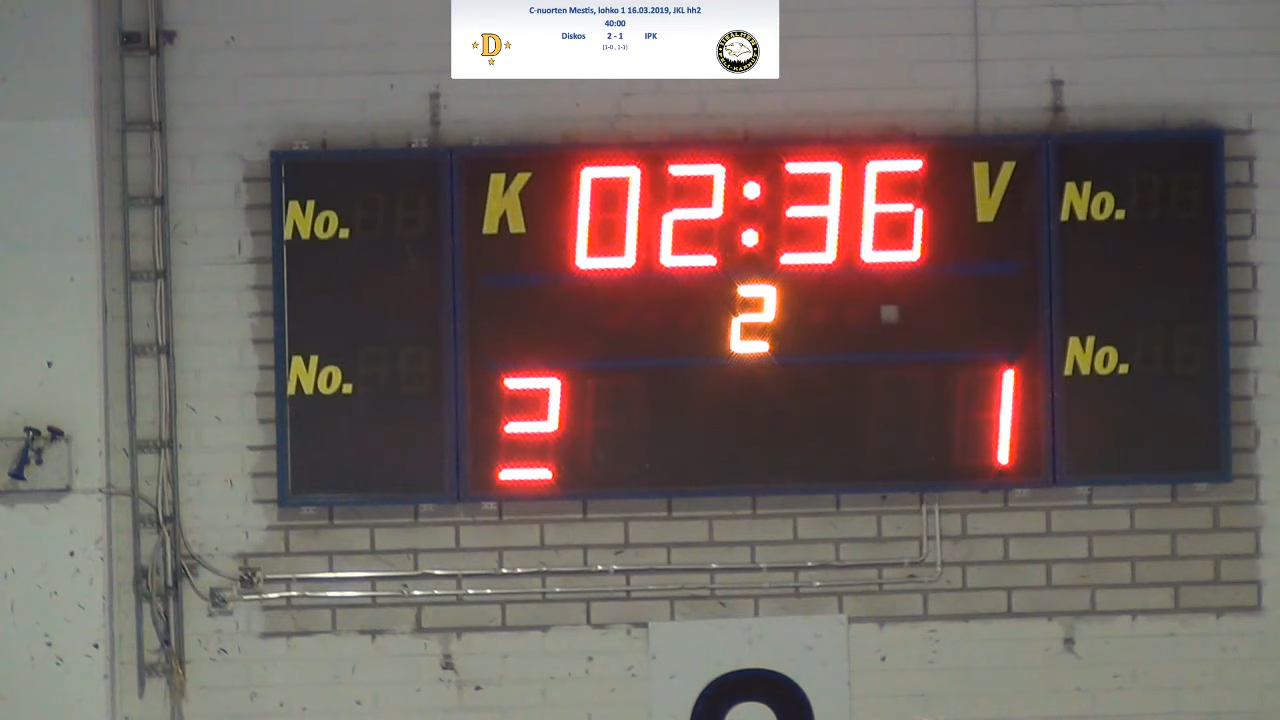 C-nuorten Mestis, lohko 1 16.03.2019, JKL hh2
40:00
Diskos 2 - 1 IPK
(1-0 , 1-1)
D
K 02:36 V
No. No.
2
No. No.
2 1